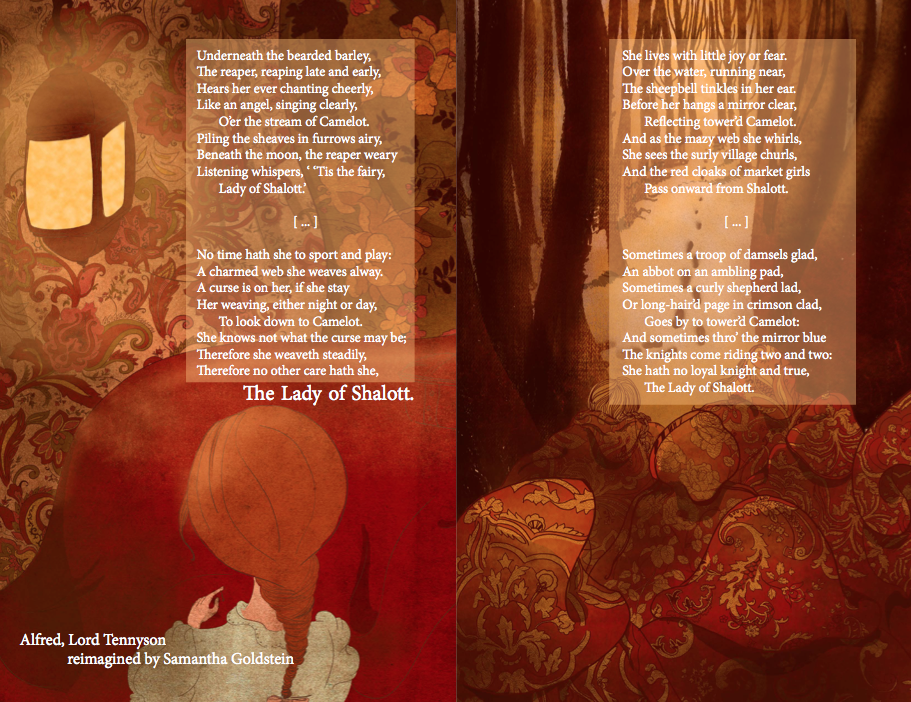 Underneath the bearded barley,
The reaper, reaping late and early,
Hears her ever chanting cheerly,
Like an angel, singing clearly,
O'er the stream of Camelot.
Piling the sheaves in furrows airy,
Beneath the moon, the reaper weary
Listening whispers, ‘ ‘Tis the fairy,
Lady of Shalott.’
[ ... ]
No time hath she to sport and play:
A charmed web she weaves alway.
A curse is on her, if she stay
Her weaving, either night or day,
To look down to Camelot.
She knows not what the curse may be;
Therefore she weaveth steadily,
Therefore no other care hath she,
The Lady of Shalott.
Alfred, Lord Tennyson
reimagined by Samantha Goldstein
She lives with little joy or fear.
Over the water, running near,
The sheepbell tinkles in her ear.
Before her hangs a mirror clear,
Reflecting tower'd Camelot.
And as the mazy web she whirls,
She sees the surly village churls,
And the red cloaks of market girls
Pass onward from Shalott.
[ ... ]
Sometimes a troop of damsels glad,
An abbot on an ambling pad,
Sometimes a curly shepherd lad,
Or long-hair'd page in crimson clad,
Goes by to tower'd Camelot:
And sometimes thro' the mirror blue
The knights come riding two and two:
She hath no loyal knight and true,
The Lady of Shalott.